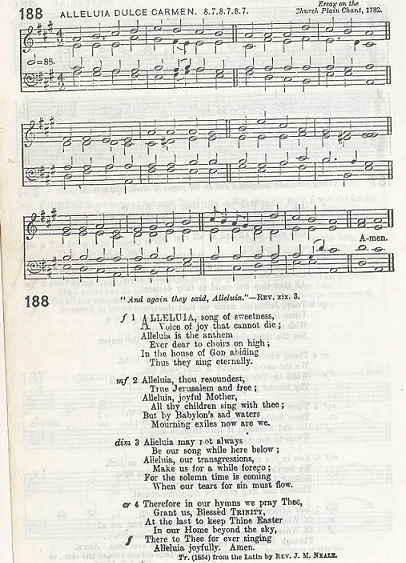 188 ALLELUIA DULCE CARMEN. 8.7.8.7.8.7.
Essay on the
Church Plain Chant, 1782.
=88.
A-men.
188
"And again they said, Alleluia."—REV. xix. 3.
f 1 ALLELUIA, song of sweetness,
Voice of joy that cannot die;
Alleluia is the anthem
Ever dear to choirs on high;
In the house of God abiding
Thus they sing eternally.
mf 2 Alleluia, thou resoundest,
True Jerusalem and free;
Alleluia, joyful Mother,
All thy children sing with thee;
But by Babylon's sad waters
Mourning exiles now are we.
dim 3 Alleluia may not always
Be our song while here below;
Alleluia, our transgressions,
Make us for a while forego;
For the solemn time is coming
When our tears for sin must flow.
cr 4 Therefore in our hymns we pray Thee,
Grant us, Blessèd TRINITY,
At the last to keep Thine Easter
In our Home beyond the sky,
f There to Thee for ever singing
Alleluia joyfully. Amen.
Tr. (1854) from the Latin by REV. J. M. NEALE.